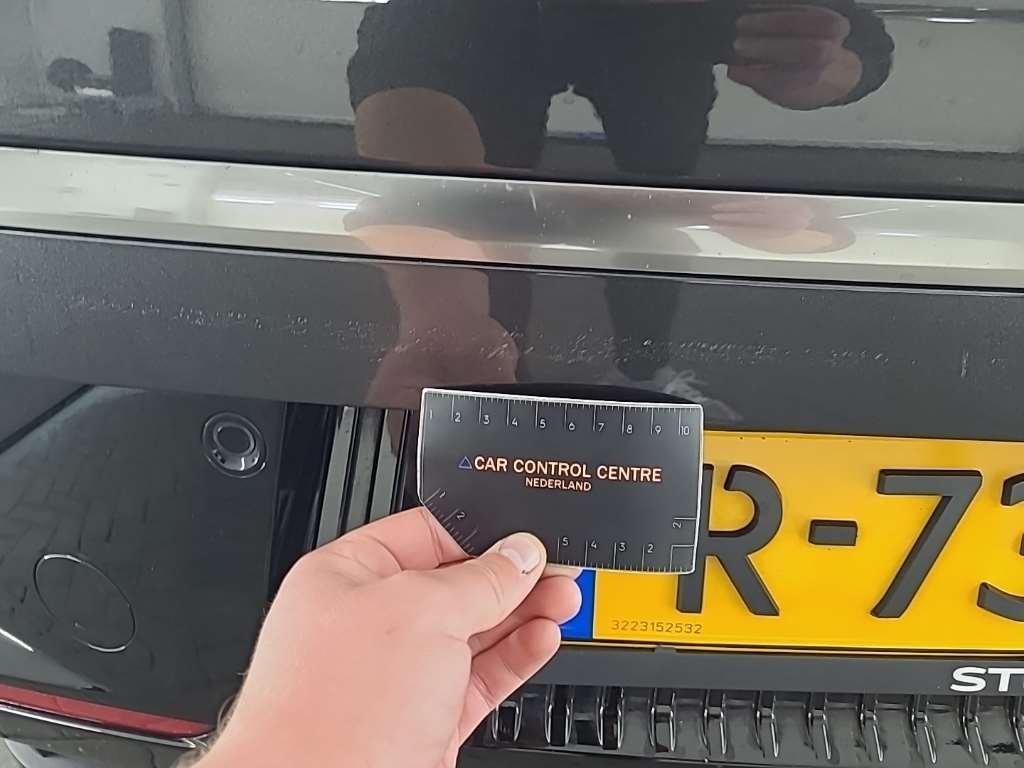 1 2 3 4 5 6 7 8 9 10
CAR CONTROL CENTRE
NEDERLAND
2
5 4 3 2
2
R-73
3223152532
ST